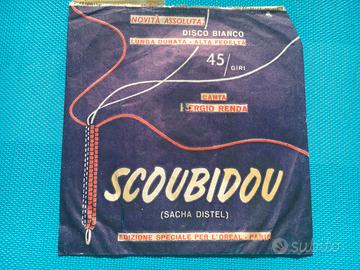 NOVITÀ ASSOLUTA
DISCO BIANCO
LUNGA DURATA - ALTA FEDELTÀ
45/GIRI
CANTA
SERGIO RENDA
SCOUBIDOU
(SACHA DISTEL)
EDIZIONE SPECIALE PER L'OREAL - PARIS
subito